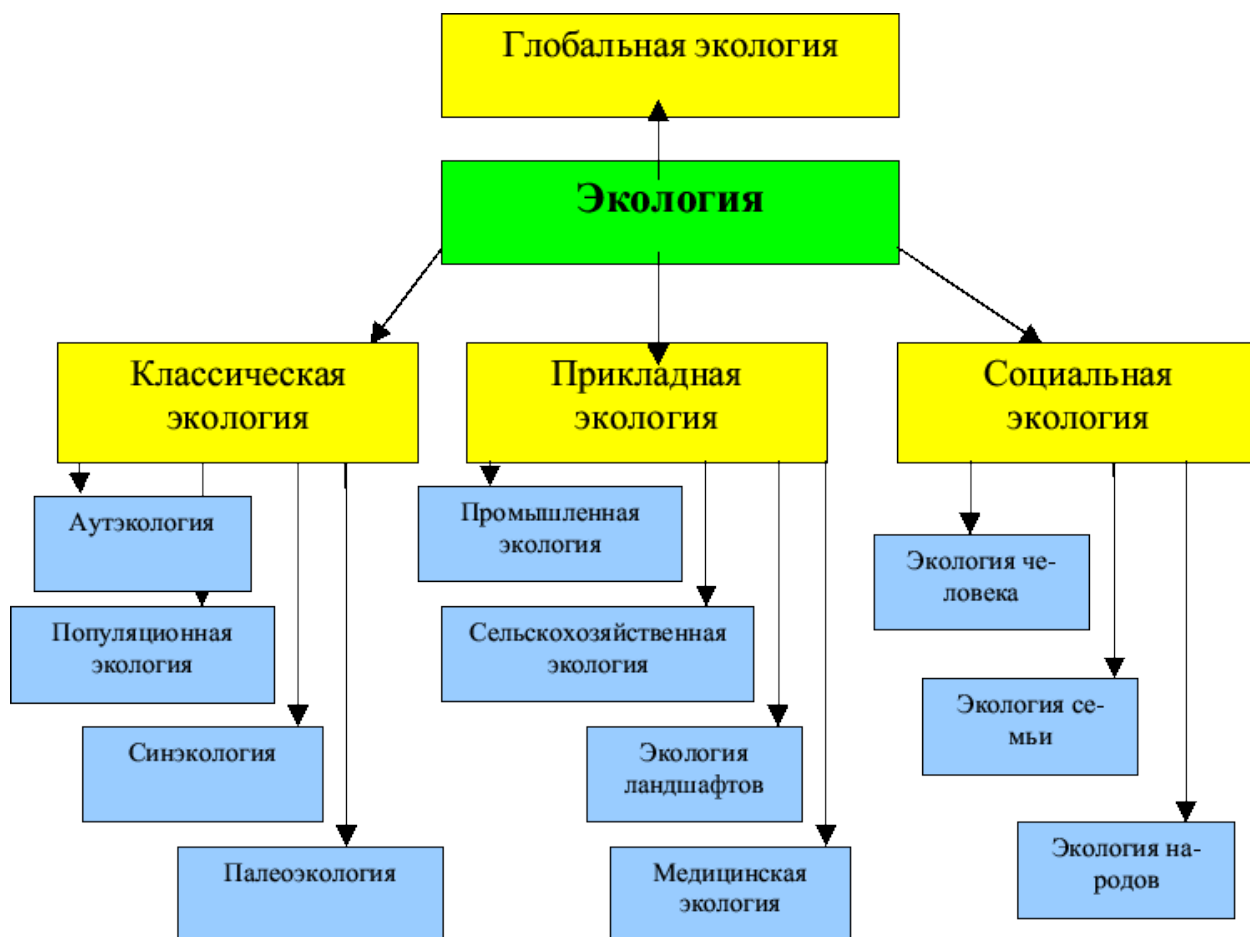 Глобальная экология
Экология
Классическая
экология
Прикладная
экология
Социальная
экология
Аутэкология
Популяционная
экология
Синэкология
Палеоэкология
Промышленная
экология
Сельскохозяйственная
экология
Экология
ландшафтов
Медицинская
экология
Экология че-
ловека
Экология се-
мьи
Экология на-
родов